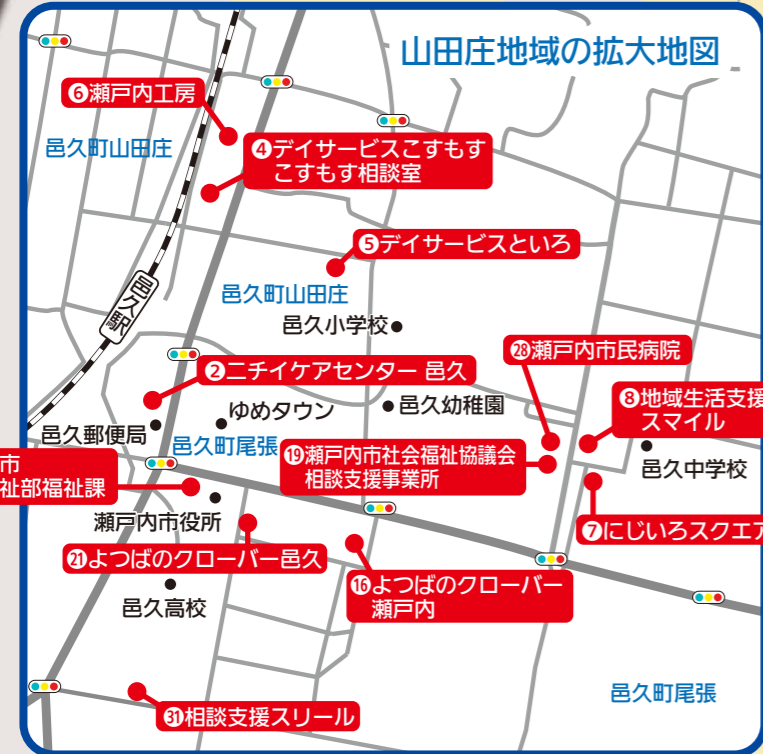 山田庄地域の拡大地図
⑥瀬戸内工房
邑久町山田庄
④デイサービスこすもす
こすもす相談室
⑤デイサービスといろ
邑久町山田庄
邑久駅
邑久小学校
㉘瀬戸内市民病院
②ニチイケアセンター 邑久
⑧地域生活支援
スマイル
ゆめタウン
邑久幼稚園
邑久郵便局
邑久町尾張
⑲瀬戸内市社会福祉協議会
相談支援事業所
邑久中学校
市
祉部福祉課
瀬戸内市役所
⑦にじいろスクエア
㉑よつばのクローバー邑久
⑯よつばのクローバー
瀬戸内
邑久高校
邑久町尾張
㉛相談支援スリール